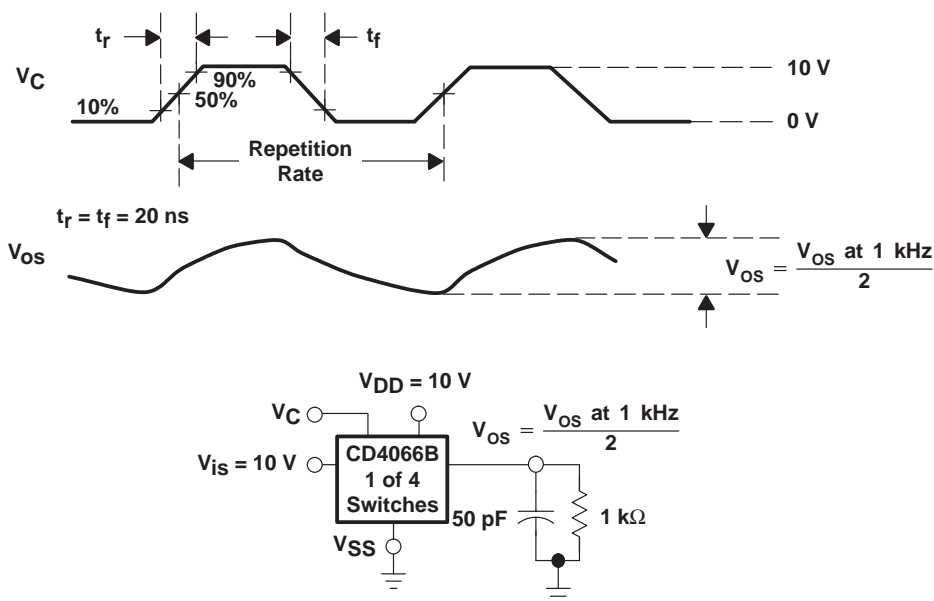 tr
tf
VC
10%
90%
50%
10 V
0 V
Repetition
Rate
tr = tf = 20 ns
Vos
VOS = VOS at 1 kHz
2
VDD = 10 V
VC
VOS = VOS at 1 kHz
2
Vis = 10 V
CD4066B
1 of 4
Switches
50 pF
1 kΩ
VSS